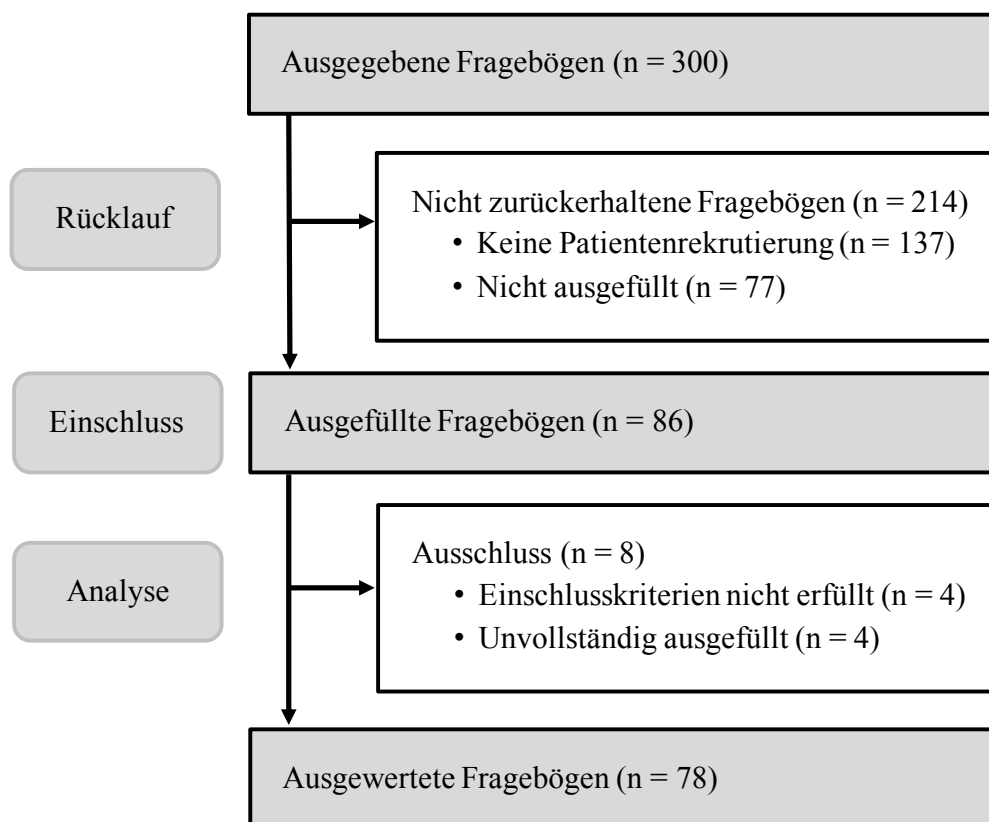 Ausgegebene Fragebögen (n = 300)
Rücklauf
Nicht zurückerhaltene Fragebögen (n = 214)
• Keine Patientenrekrutierung (n = 137)
• Nicht ausgefüllt (n = 77)
Einschluss
Ausgefüllte Fragebögen (n = 86)
Analyse
Ausschluss (n = 8)
• Einschlusskriterien nicht erfüllt (n = 4)
• Unvollständig ausgefüllt (n = 4)
Ausgewertete Fragebögen (n = 78)